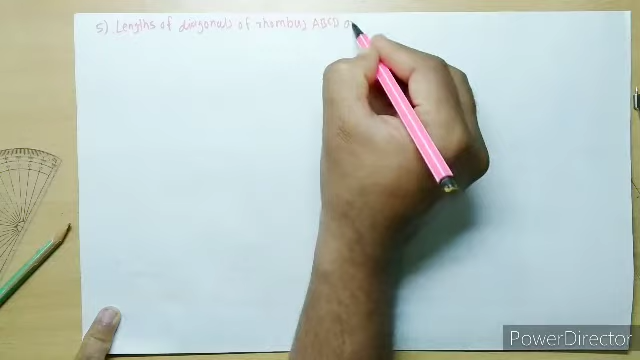 5) Lengths of diagonals of rhombus ABCD a
PowerDirector